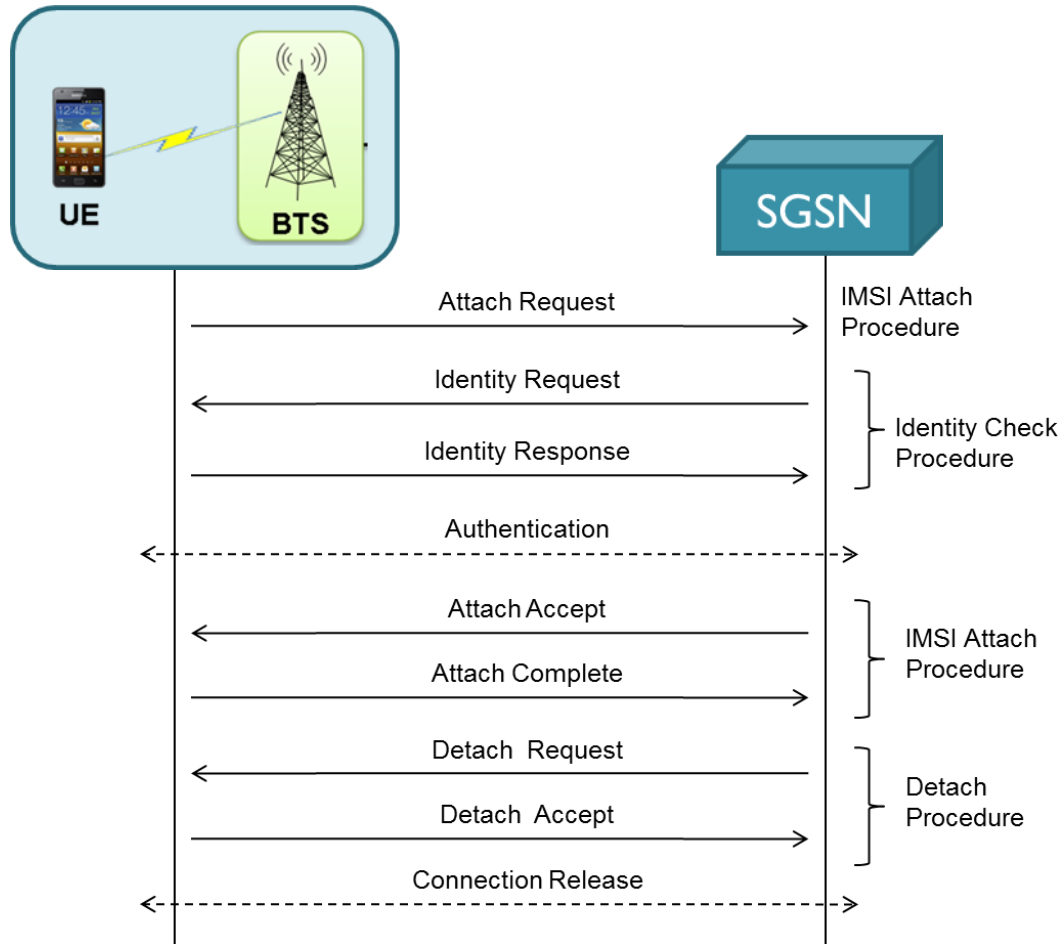 12:45
UE
BTS
SGSN
Attach Request
IMSI Attach
Procedure
Identity Request
Identity Response
Identity Check
Procedure
Authentication
Attach Accept
Attach Complete
IMSI Attach
Procedure
Detach Request
Detach Accept
Detach
Procedure
Connection Release